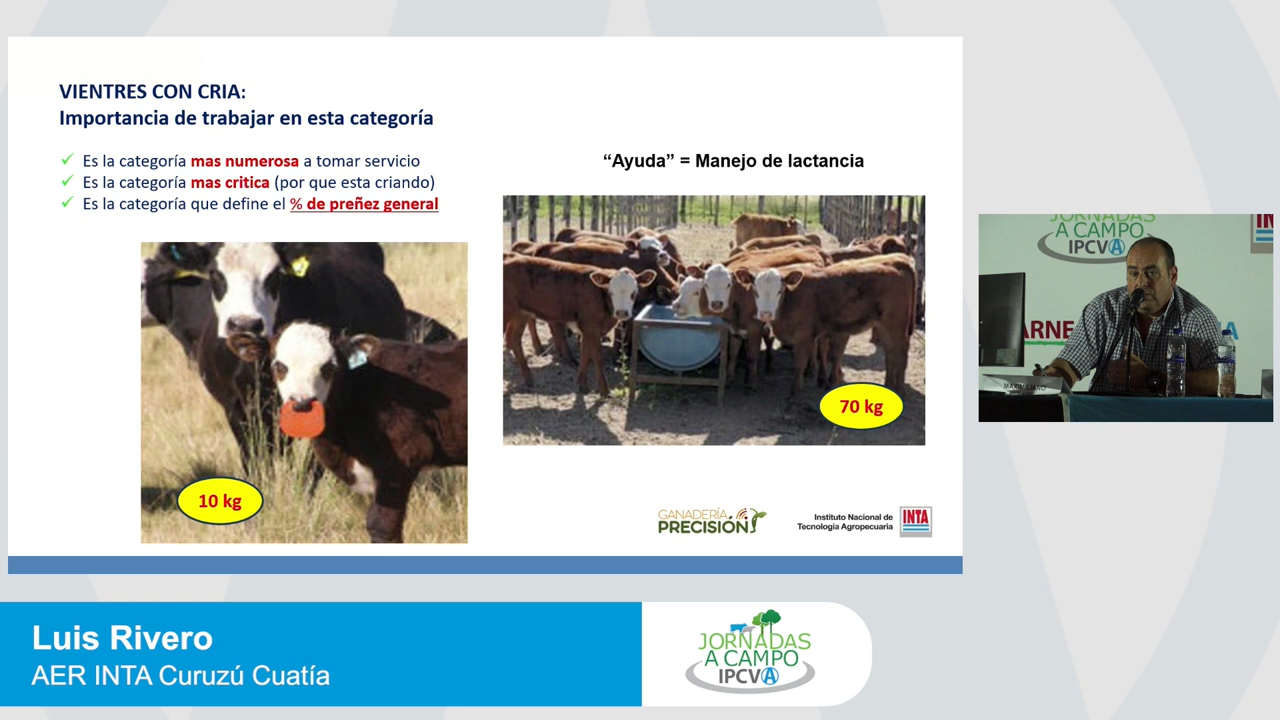 VIENTRES CON CRIA:
Importancia de trabajar en esta categoría
Es la categoría mas numerosa a tomar servicio
Es la categoría mas critica (por que esta criando)
Es la categoría que define el % de preñez general
10 kg
“Ayuda” = Manejo de lactancia
70 kg
GANADERÍA
PRECISIÓN
Instituto Nacional de
Tecnología Agropecuaria
INTA
JORNADAS
A CAMPO
IPCVA
IN
ARNE
A
MAXIMILIANO
Luis Rivero
AER INTA Curuzú Cuatía
JORNADAS
A CAMPO
IPCVA